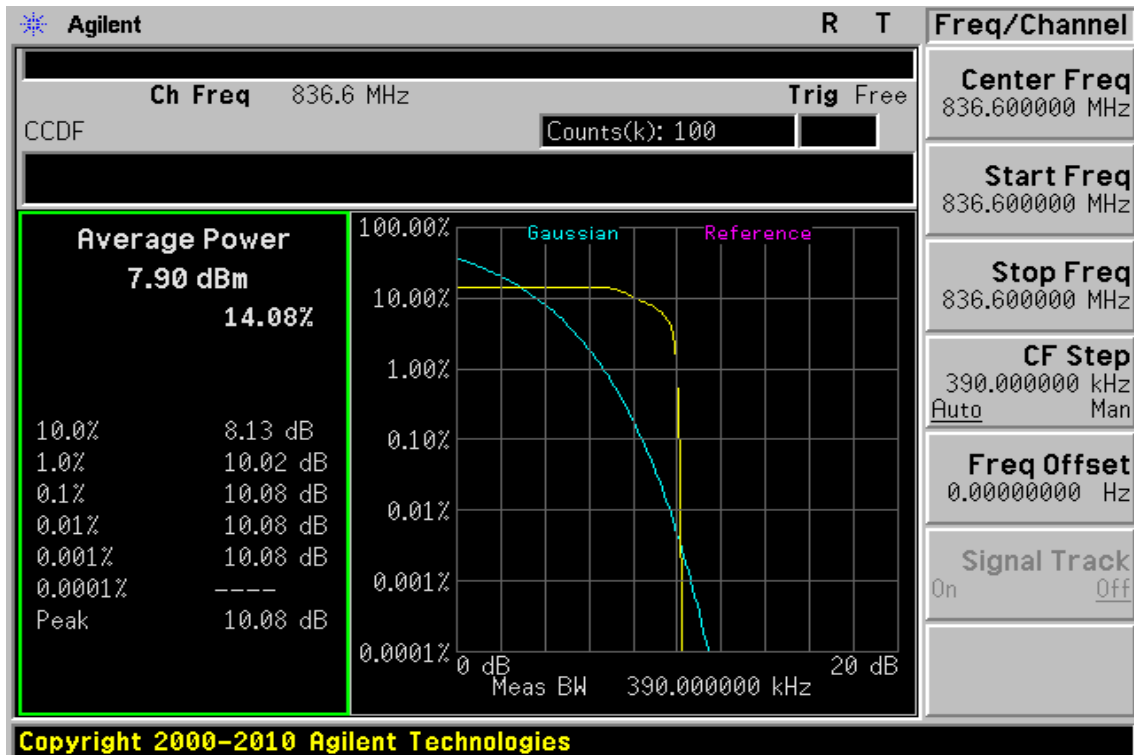 Agilent R T
Ch Freq 836.6 MHz Trig Free
CCDF Counts(k): 100
Average Power
7.90 dBm
14.08%
10.0% 8.13 dB
1.0% 10.02 dB
0.1% 10.08 dB
0.01% 10.08 dB
0.001% 10.08 dB
0.0001% ----
Peak 10.08 dB
Gaussian Reference
100.00%
10.00%
1.00%
0.10%
0.01%
0.001%
0.0001%
0 dB 20 dB
Meas BW 390.000000 kHz
Freq/Channel
Center Freq
836.600000 MHz
Start Freq
836.600000 MHz
Stop Freq
836.600000 MHz
CF Step
390.000000 kHz
Auto Man
Freq Offset
0.00000000 Hz
Signal Track
On Off
Copyright 2000-2010 Agilent Technologies